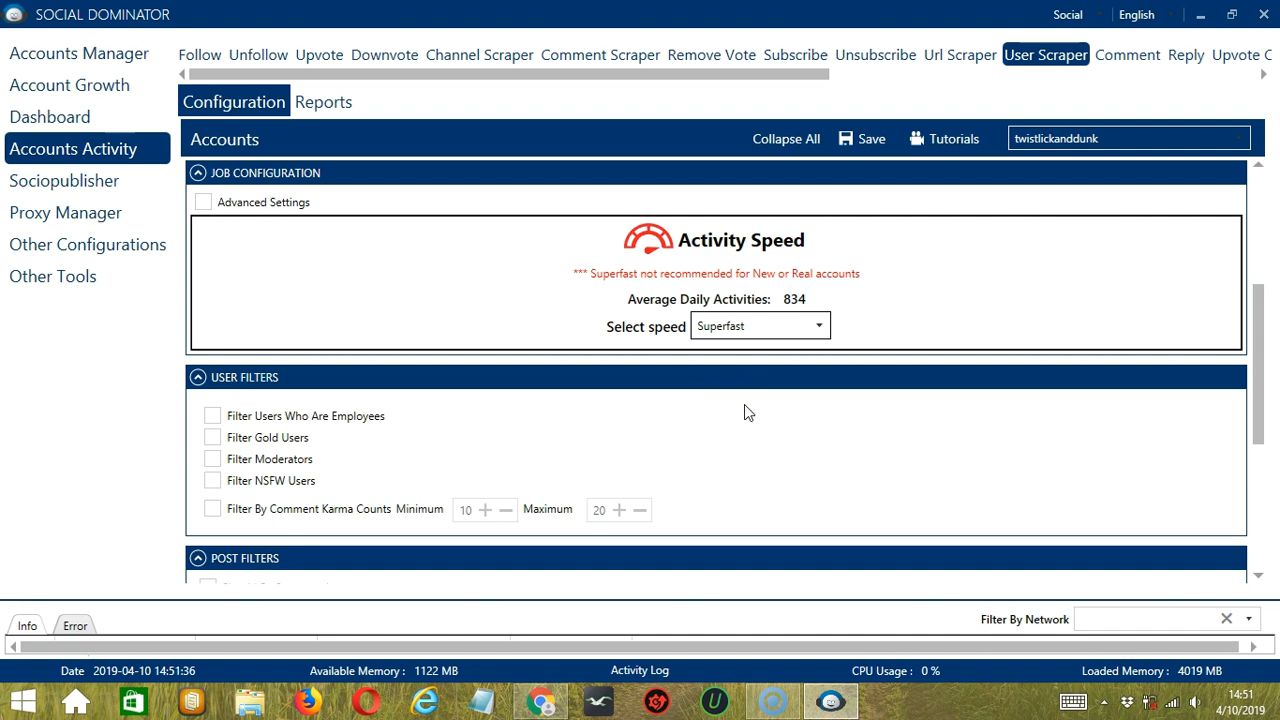 SOCIAL DOMINATOR
Social
English
Accounts Manager
Account Growth
Dashboard
Accounts Activity
Sociopublisher
Proxy Manager
Other Configurations
Other Tools
Follow Unfollow Upvote Downvote Channel Scraper Comment Scraper Remove Vote Subscribe Unsubscribe Url Scraper User Scraper Comment Reply Upvote C
Configuration Reports
Accounts Collapse All Save Tutorials twistlickanddunk
JOB CONFIGURATION
Advanced Settings
Activity Speed
*** Superfast not recommended for New or Real accounts
Average Daily Activities: 834
Select speed Superfast
USER FILTERS
Filter Users Who Are Employees
Filter Gold Users
Filter Moderators
Filter NSFW Users
Filter By Comment Karma Counts Minimum 10 + − Maximum 20 + −
POST FILTERS
Info Error Filter By Network
Date 2019-04-10 14:51:36 Available Memory : 1122 MB Activity Log CPU Usage : 0 % Loaded Memory : 4019 MB
14:51
4/10/2019